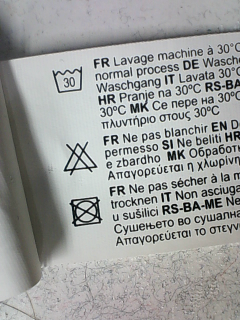 30
FR Lavage machine à 30°C
normal process DE Wasche
Waschgang IT Lavata 30°C
HR Pranje na 30°C RS-BA
30°C MK Се пере на 30°
πλυντήριο στους 30°C
FR Ne pas blanchir EN D
permesso SI Ne beliti HR
e zbardho MK Обработк
Απαγορεύεται η χλωρίν
FR Ne pas sécher à la m
trocknen IT Non asciuga
u sušilici RS-BA-ME Ne
Сушењето во сушална
Απαγορεύεται το στεγν